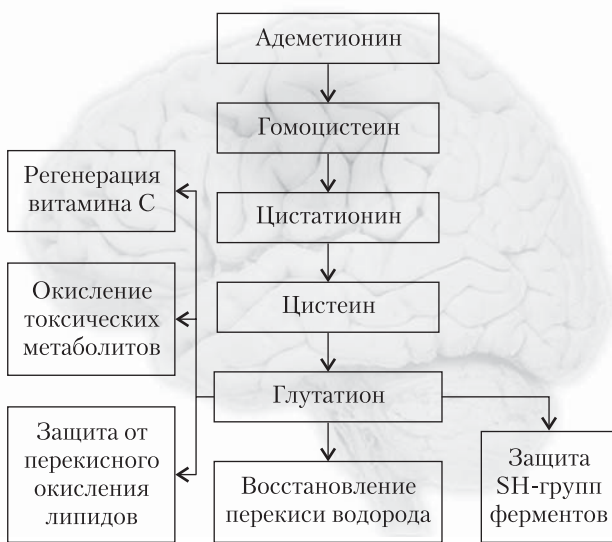 Адеметионин
Гомоцистеин
Регенерация
витамина С
Цистатионин
Окисление
токсических
метаболитов
Цистеин
Глутатион
Защита от
перекисного
окисления
липидов
Восстановление
перекиси водорода
Защита
SH-групп
ферментов